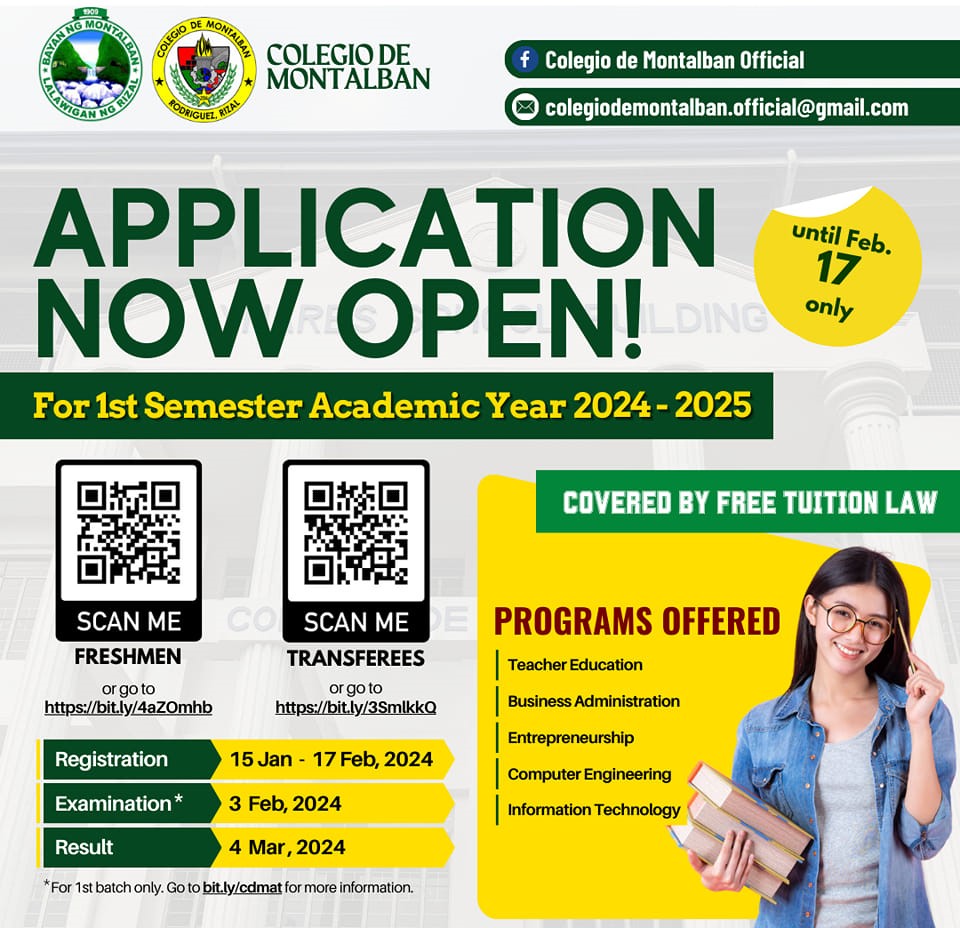 1909
BAYAN NG MONTALBAN
LALAWIGAN NG RIZAL
COLEGIO DE MONTALBAN
RODRIGUEZ, RIZAL
COLEGIO DE
MONTALBAN
Colegio de Montalban Official
colegiodemontalban.official@gmail.com
APPLICATION
NOW OPEN!
until Feb.
17
only
SCHOOL BUILDING
For 1st Semester Academic Year 2024 - 2025
SCAN ME
FRESHMEN
or go to
https://bit.ly/4aZOmhb
SCAN ME
TRANSFEREES
or go to
https://bit.ly/3SmlkkQ
Registration 15 Jan - 17 Feb, 2024
Examination* 3 Feb, 2024
Result 4 Mar, 2024
*For 1st batch only. Go to bit.ly/cdmat for more information.
COVERED BY FREE TUITION LAW
PROGRAMS OFFERED
Teacher Education
Business Administration
Entrepreneurship
Computer Engineering
Information Technology